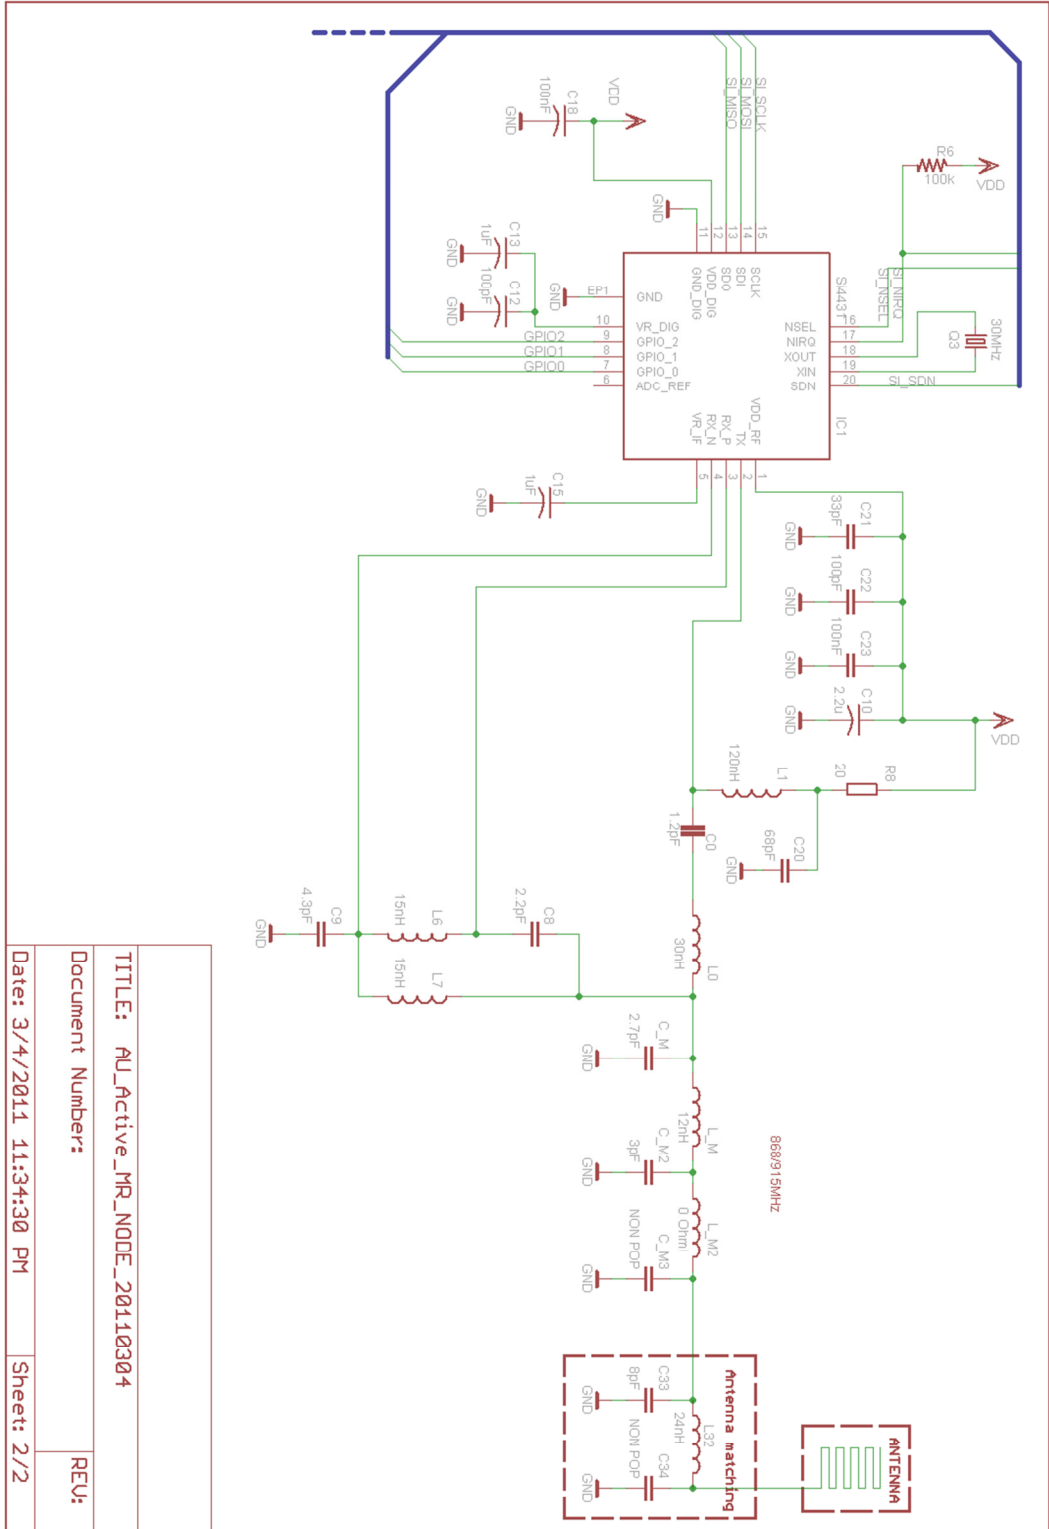 SI_SCLK
SI_MOSI
SI_MISO
VDD
C18
100nF
GND
R6
100k
VDD
GND
C13
1uF
GND
C12
100pF
GND
GND
EP1
15
14
13
12
11
SCLK
SDI
SDO
VDD_DIG
GND_DIG
GND
10
VR_DIG
9
GPIO_2
8
GPIO_1
7
GPIO_0
6
ADC_REF
GPIO2
GPIO1
GPIO0
NSEL
16
NIRQ
17
XOUT
18
XIN
19
SDN
20
SI_NIRQ
SI_NSEL
SI_SDN
30MHz
Q3
IC1
VDD_RF
TX
RX_P
RX_N
VR_IF
1
2
3
4
5
C15
1uF
GND
C21
33pF
GND
C22
100pF
GND
C23
100nF
GND
C10
2.2u
GND
VDD
R8
20
L1
120nH
C20
68pF
GND
C0
1.2pF
L0
30nH
C8
2.2pF
L6
15nH
L7
15nH
C9
4.3pF
GND
C_M
2.7pF
GND
L_M
12nH
C_M2
3pF
GND
L_M2
0 Ohm
C_M3
NON POP
GND
868/915MHz
Antenna matching
C33
8pF
GND
L32
24nH
C34
NON POP
GND
ANTENNA
TITLE: AU_Active_MR_NODE_20110304
Document Number:
REV:
Date: 3/4/2011 11:34:30 PM
Sheet: 2/2